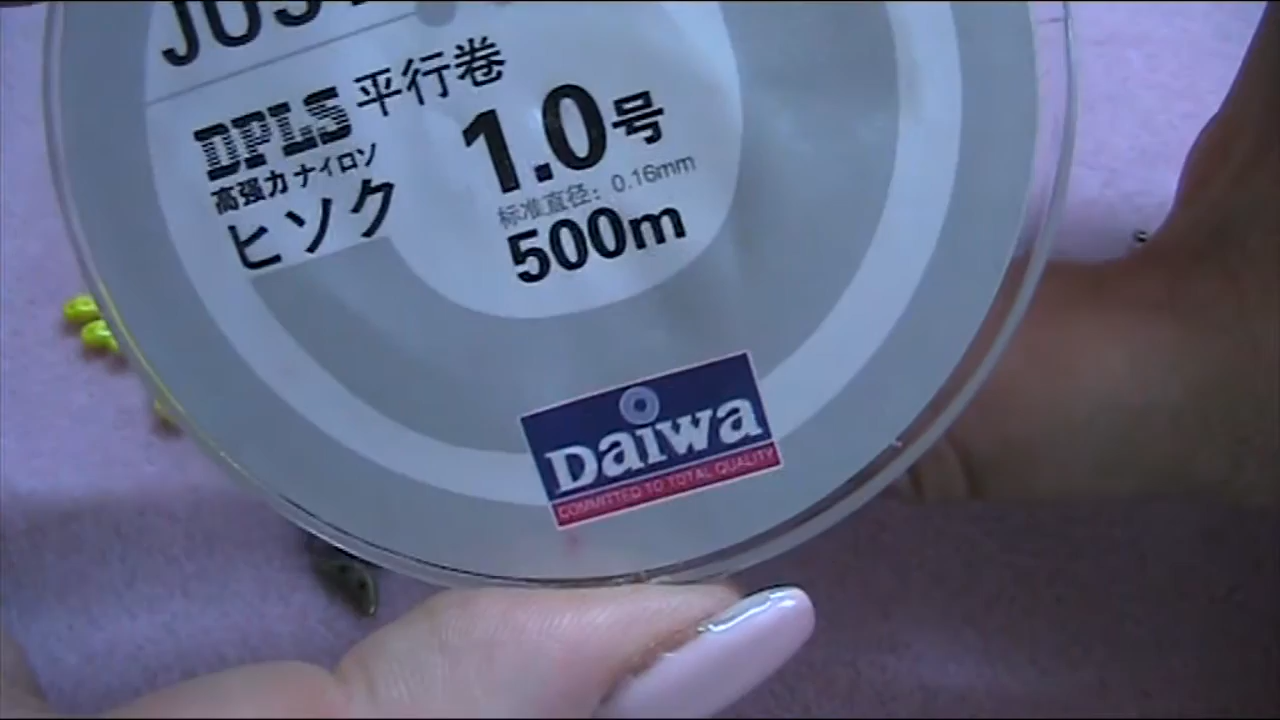 DPLS 平行卷
高强力ナイロン
ヒソク
1.0号
标准直径: 0.16mm
500m
Daiwa
COMMITTED TO TOTAL QUALITY